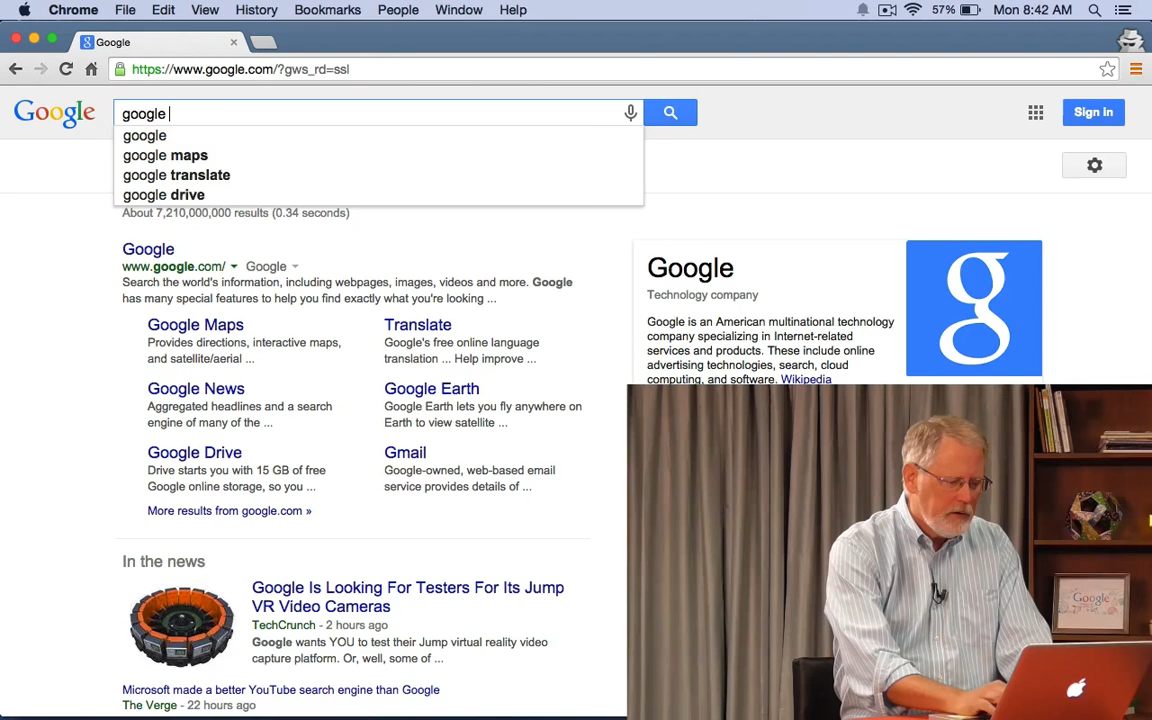 Chrome File Edit View History Bookmarks People Window Help 57% Mon 8:42 AM
Google
https://www.google.com/?gws_rd=ssl
Google google Sign in
google
google maps
google translate
google drive
About 7,210,000,000 results (0.34 seconds)
Google
www.google.com/ Google
Search the world's information, including webpages, images, videos and more. Google
has many special features to help you find exactly what you're looking ...
Google Maps
Provides directions, interactive maps,
and satellite/aerial ...
Translate
Google's free online language
translation ... Help improve ...
Google News
Aggregated headlines and a search
engine of many of the ...
Google Earth
Google Earth lets you fly anywhere on
Earth to view satellite ...
Google Drive
Drive starts you with 15 GB of free
Google online storage, so you ...
Gmail
Google-owned, web-based email
service provides details of ...
More results from google.com »
In the news
Google Is Looking For Testers For Its Jump
VR Video Cameras
TechCrunch - 2 hours ago
Google wants YOU to test their Jump virtual reality video
capture platform. Or, well, some of ...
Microsoft made a better YouTube search engine than Google
The Verge - 22 hours ago
Google
Technology company
Google is an American multinational technology
company specializing in Internet-related
services and products. These include online
advertising technologies, search, cloud
computing, and software. Wikipedia
g
Google